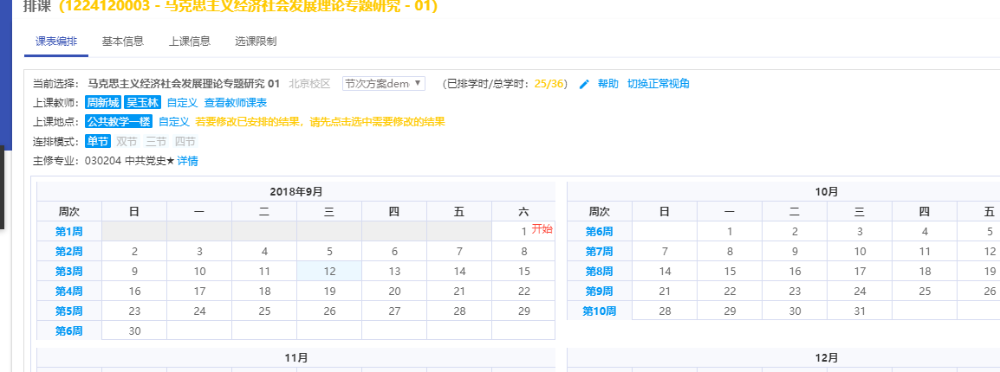 排课（1224120003 - 马克思主义经济社会发展理论专题研究 - 01）
课表编排 基本信息 上课信息 选课限制
当前选择： 马克思主义经济社会发展理论专题研究 01 北京校区 节次方案dem （已排学时/总学时：25/36） 帮助 切换正常视角
上课教师： 周新城 吴玉林 自定义 查看教师课表
上课地点： 公共教学一楼 自定义 若要修改已安排的结果，请先点击选中需要修改的结果
连排模式： 单节 双节 三节 四节
主修专业：030204 中共党史★ 详情
2018年9月
周次 日 一 二 三 四 五 六
第1周 1 开始
第2周 2 3 4 5 6 7 8
第3周 9 10 11 12 13 14 15
第4周 16 17 18 19 20 21 22
第5周 23 24 25 26 27 28 29
第6周 30
10月
周次 日 一 二 三 四 五
第6周 1 2 3 4 5
第7周 7 8 9 10 11 12
第8周 14 15 16 17 18 19
第9周 21 22 23 24 25 26
第10周 28 29 30 31
11月
12月